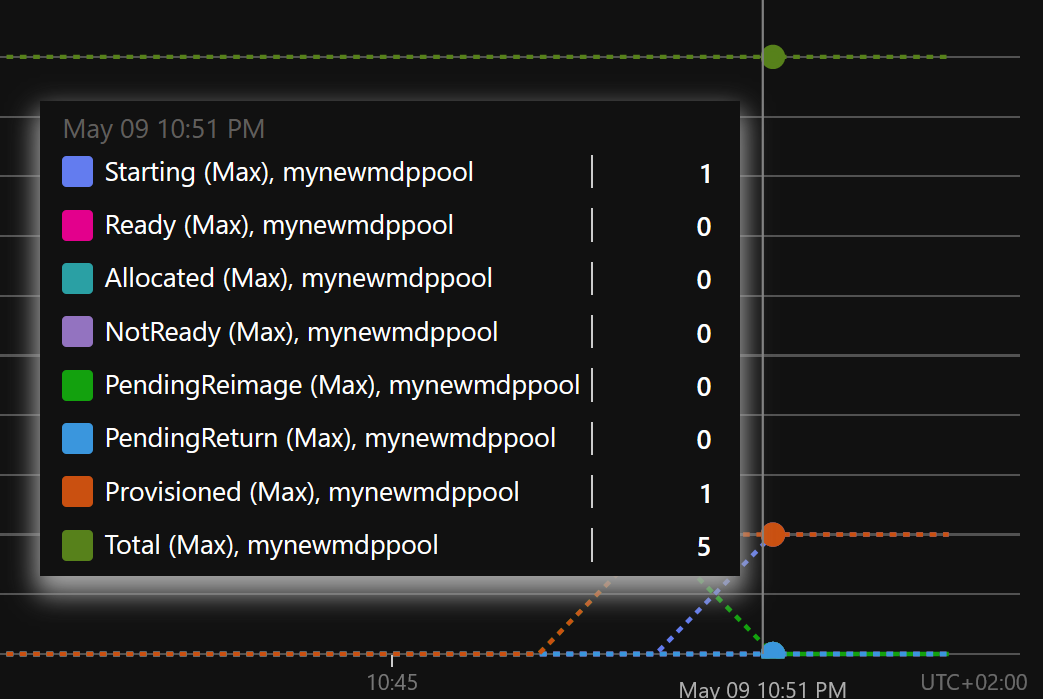 May 09 10:51 PM
Starting (Max), mynewmdppool 1
Ready (Max), mynewmdppool 0
Allocated (Max), mynewmdppool 0
NotReady (Max), mynewmdppool 0
PendingReimage (Max), mynewmdppool 0
PendingReturn (Max), mynewmdppool 0
Provisioned (Max), mynewmdppool 1
Total (Max), mynewmdppool 5
10:45
May 09 10:51 PM
UTC+02:00